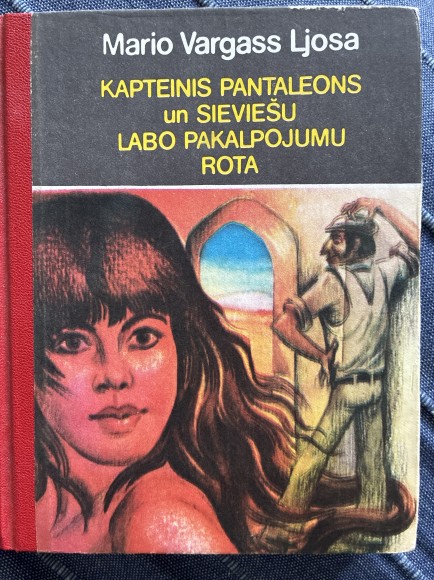 Mario Vargass Ljosa
KAPTEINIS PANTALEONS
un SIEVIEŠU
LABO PAKALPOJUMU
ROTA